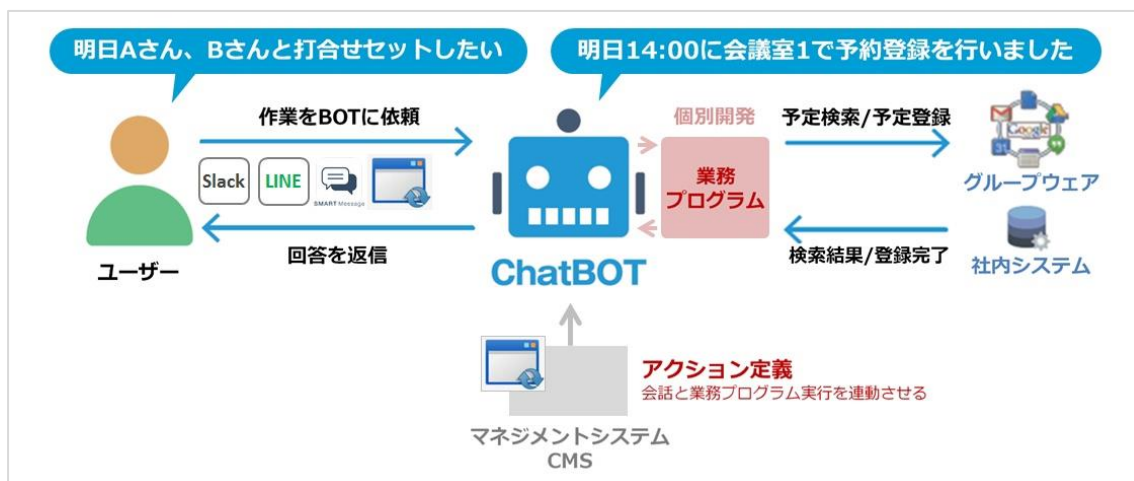 明日Aさん、Bさんと打合せセットしたい
明日14:00に会議室1で予約登録を行いました
作業をBOTに依頼
Slack
LINE
SMART Message
回答を返信
ユーザー
ChatBOT
個別開発
業務
プログラム
予定検索/予定登録
検索結果/登録完了
Google
31
グループウェア
社内システム
アクション定義
会話と業務プログラム実行を連動させる
マネジメントシステム
CMS